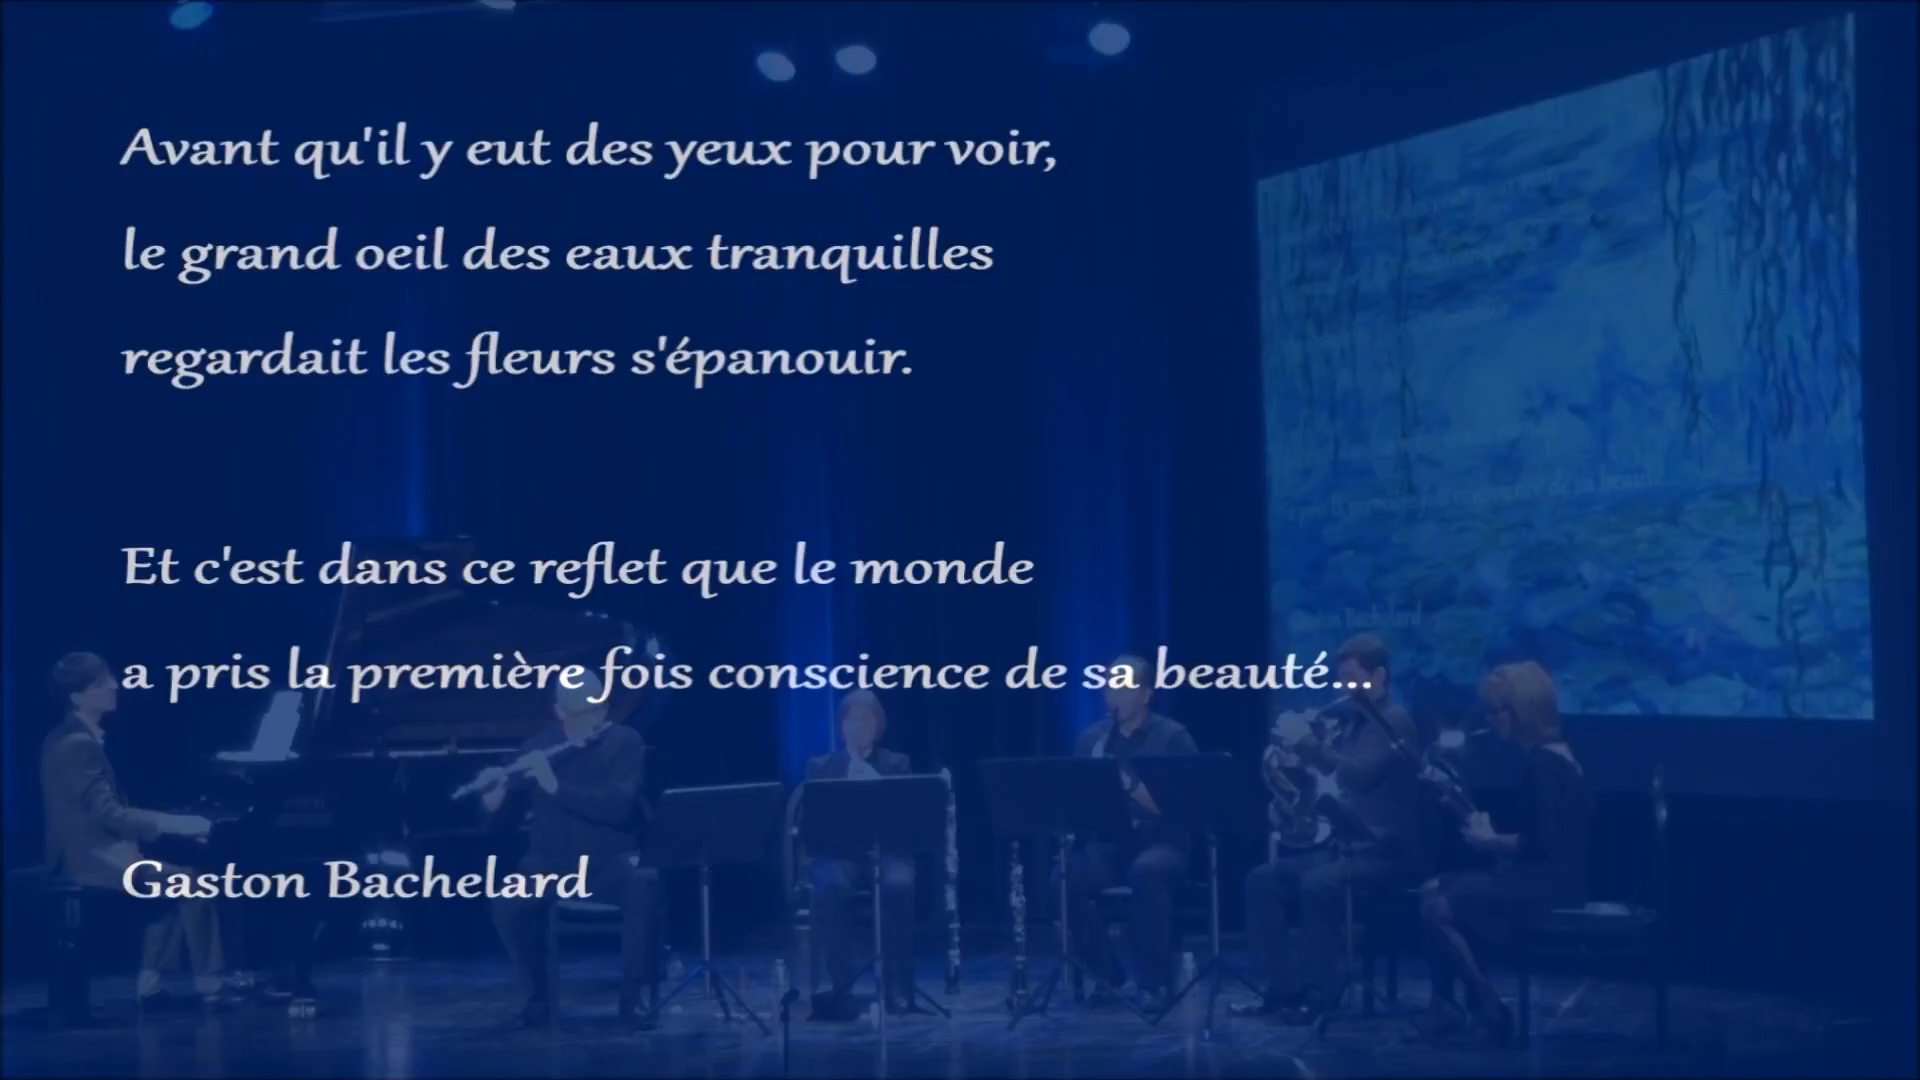 Avant qu'il y eut des yeux pour voir,
le grand oeil des eaux tranquilles
regardait les fleurs s'épanouir.
Et c'est dans ce reflet que le monde
a pris la première fois conscience de sa beauté...
Gaston Bachelard